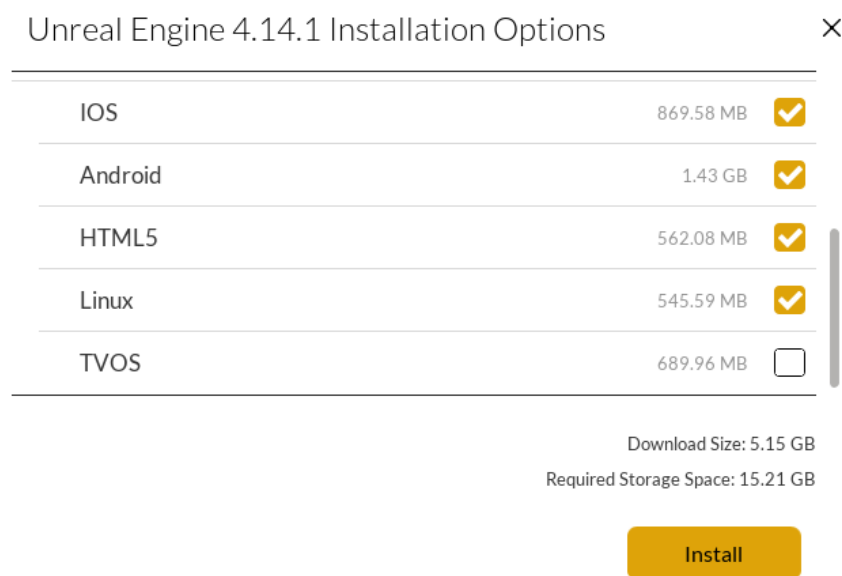 Unreal Engine 4.14.1 Installation Options
IOS 869.58 MB
Android 1.43 GB
HTML5 562.08 MB
Linux 545.59 MB
TVOS 689.96 MB
Download Size: 5.15 GB
Required Storage Space: 15.21 GB
Install